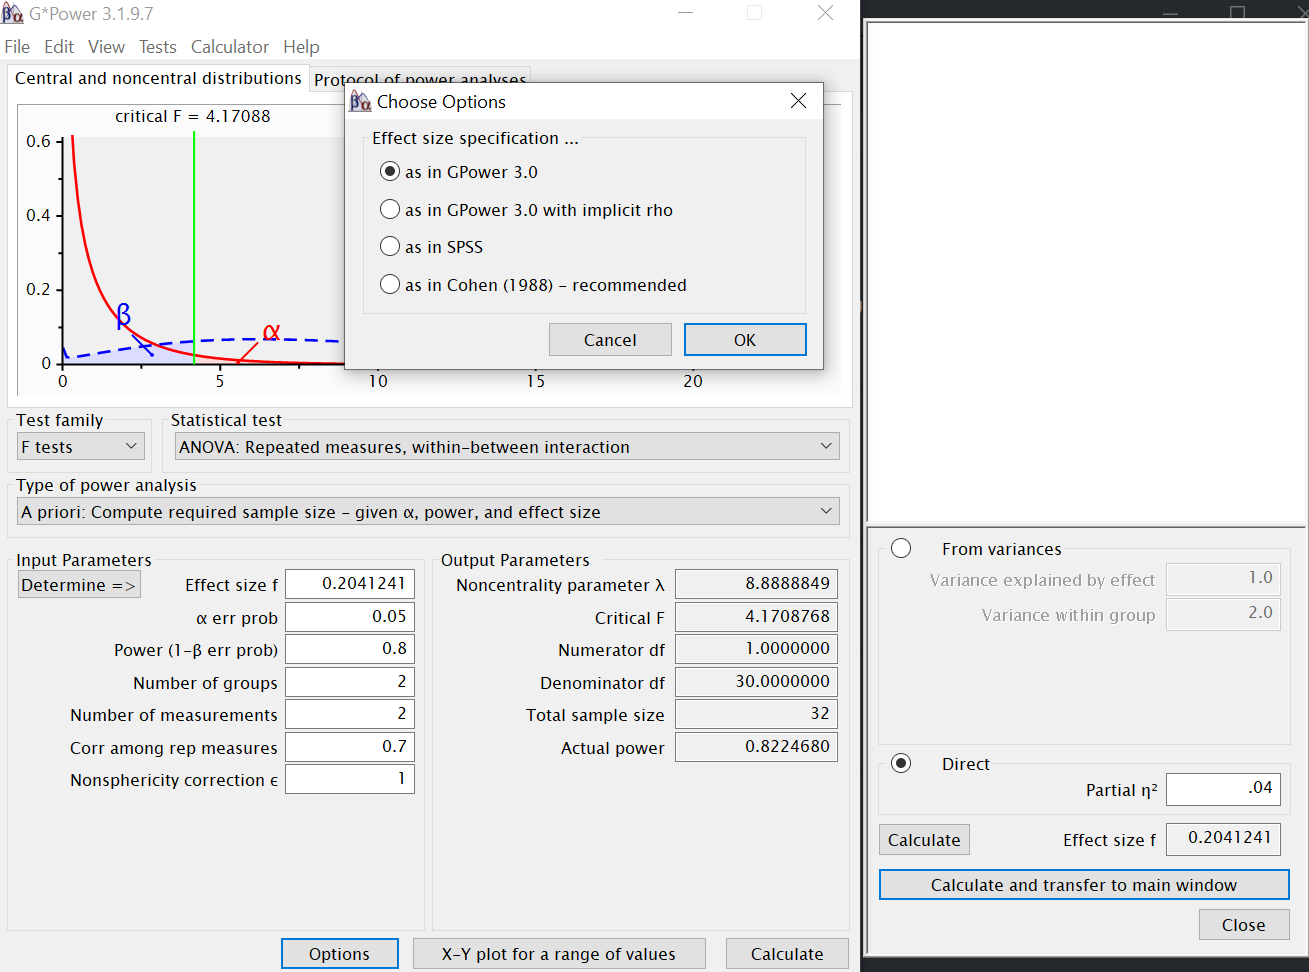 G*Power 3.1.9.7
File Edit View Tests Calculator Help
Central and noncentral distributions
Protocol of power analyses
critical F = 4.17088
0.6
0.4
0.2
0
β
α
0 5 10 15 20
Choose Options
Effect size specification ...
as in GPower 3.0
as in GPower 3.0 with implicit rho
as in SPSS
as in Cohen (1988) - recommended
Cancel OK
Test family
F tests
Statistical test
ANOVA: Repeated measures, within-between interaction
Type of power analysis
A priori: Compute required sample size - given α, power, and effect size
Input Parameters
Determine =>
Effect size f 0.2041241
α err prob 0.05
Power (1-β err prob) 0.8
Number of groups 2
Number of measurements 2
Corr among rep measures 0.7
Nonsphericity correction ϵ 1
Output Parameters
Noncentrality parameter λ 8.8888849
Critical F 4.1708768
Numerator df 1.0000000
Denominator df 30.0000000
Total sample size 32
Actual power 0.8224680
Options X-Y plot for a range of values Calculate
From variances
Variance explained by effect 1.0
Variance within group 2.0
Direct
Partial η² .04
Calculate Effect size f 0.2041241
Calculate and transfer to main window
Close